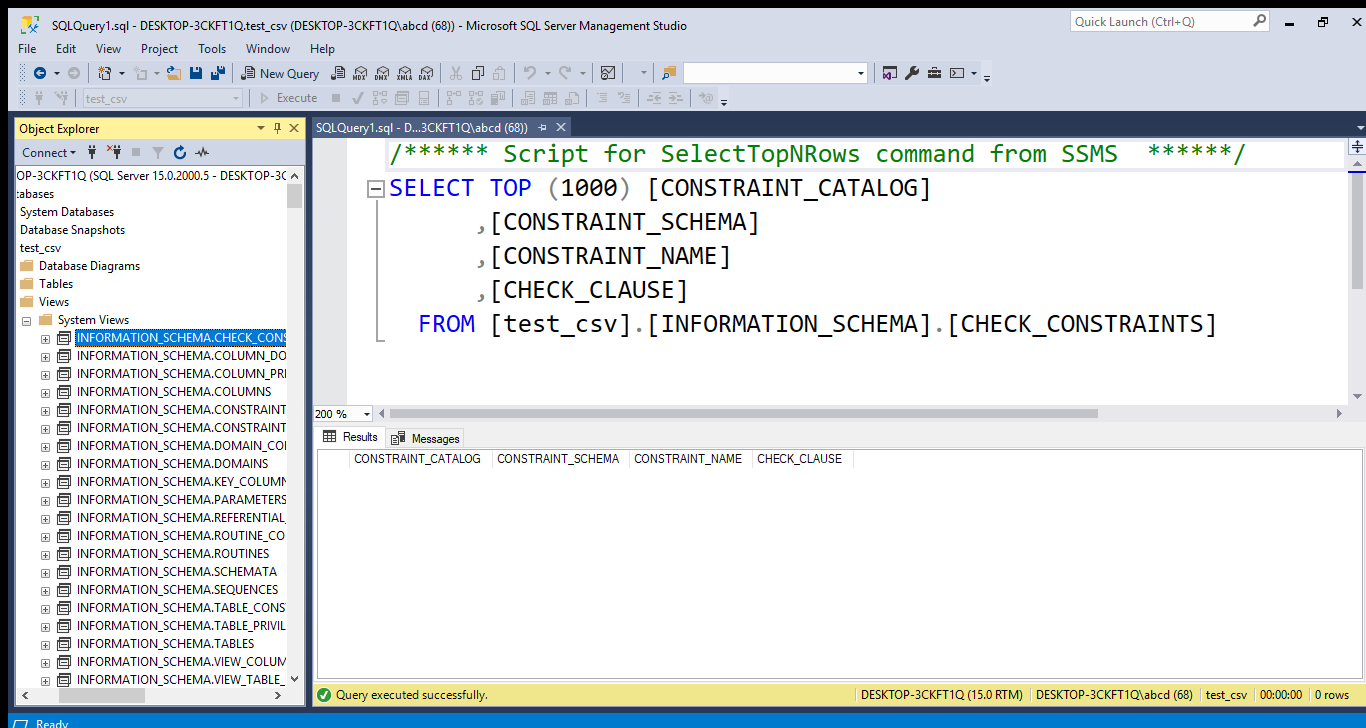 SQLQuery1.sql - DESKTOP-3CKFT1Q.test_csv (DESKTOP-3CKFT1Q\abcd (68)) - Microsoft SQL Server Management Studio
Quick Launch (Ctrl+Q)
File Edit View Project Tools Window Help
New Query MDX DMX XMLA DAX
test_csv Execute
Object Explorer
Connect
OP-3CKFT1Q (SQL Server 15.0.2000.5 - DESKTOP-3C
tabases
System Databases
Database Snapshots
test_csv
Database Diagrams
Tables
Views
System Views
INFORMATION_SCHEMA.CHECK_CONS
INFORMATION_SCHEMA.COLUMN_DO
INFORMATION_SCHEMA.COLUMN_PRI
INFORMATION_SCHEMA.COLUMNS
INFORMATION_SCHEMA.CONSTRAINT
INFORMATION_SCHEMA.CONSTRAINT
INFORMATION_SCHEMA.DOMAIN_CO
INFORMATION_SCHEMA.DOMAINS
INFORMATION_SCHEMA.KEY_COLUMN
INFORMATION_SCHEMA.PARAMETERS
INFORMATION_SCHEMA.REFERENTIAL_
INFORMATION_SCHEMA.ROUTINE_CO
INFORMATION_SCHEMA.ROUTINES
INFORMATION_SCHEMA.SCHEMATA
INFORMATION_SCHEMA.SEQUENCES
INFORMATION_SCHEMA.TABLE_CONS
INFORMATION_SCHEMA.TABLE_PRIVIL
INFORMATION_SCHEMA.TABLES
INFORMATION_SCHEMA.VIEW_COLUM
INFORMATION_SCHEMA.VIEW_TABLE_
SQLQuery1.sql - D...3CKFT1Q\abcd (68))
/****** Script for SelectTopNRows command from SSMS  ******/
SELECT TOP (1000) [CONSTRAINT_CATALOG]
,[CONSTRAINT_SCHEMA]
,[CONSTRAINT_NAME]
,[CHECK_CLAUSE]
FROM [test_csv].[INFORMATION_SCHEMA].[CHECK_CONSTRAINTS]
200 %
Results Messages
CONSTRAINT_CATALOG CONSTRAINT_SCHEMA CONSTRAINT_NAME CHECK_CLAUSE
Query executed successfully. DESKTOP-3CKFT1Q (15.0 RTM) DESKTOP-3CKFT1Q\abcd (68) test_csv 00:00:00 0 rows
Ready